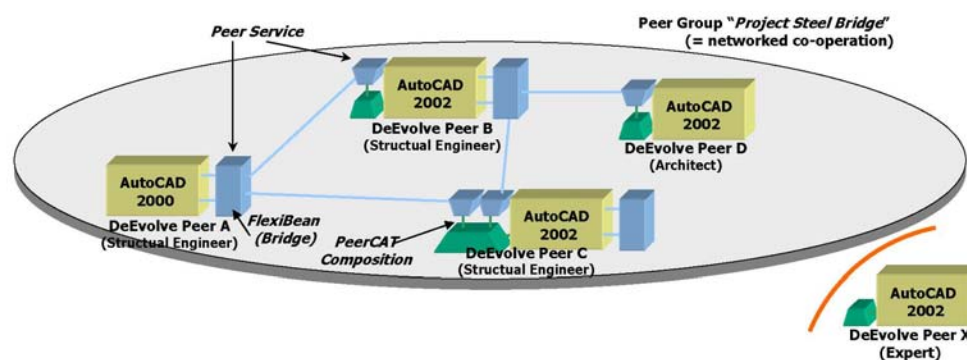 Peer Group “Project Steel Bridge”
(= networked co-operation)
Peer Service
AutoCAD
2002
DeEvolve Peer B
(Structual Engineer)
AutoCAD
2002
DeEvolve Peer D
(Architect)
AutoCAD
2000
DeEvolve Peer A
(Structual Engineer)
FlexiBean
(Bridge)
PeerCAT
Composition
AutoCAD
2002
DeEvolve Peer C
(Structual Engineer)
AutoCAD
2002
DeEvolve Peer X
(Expert)